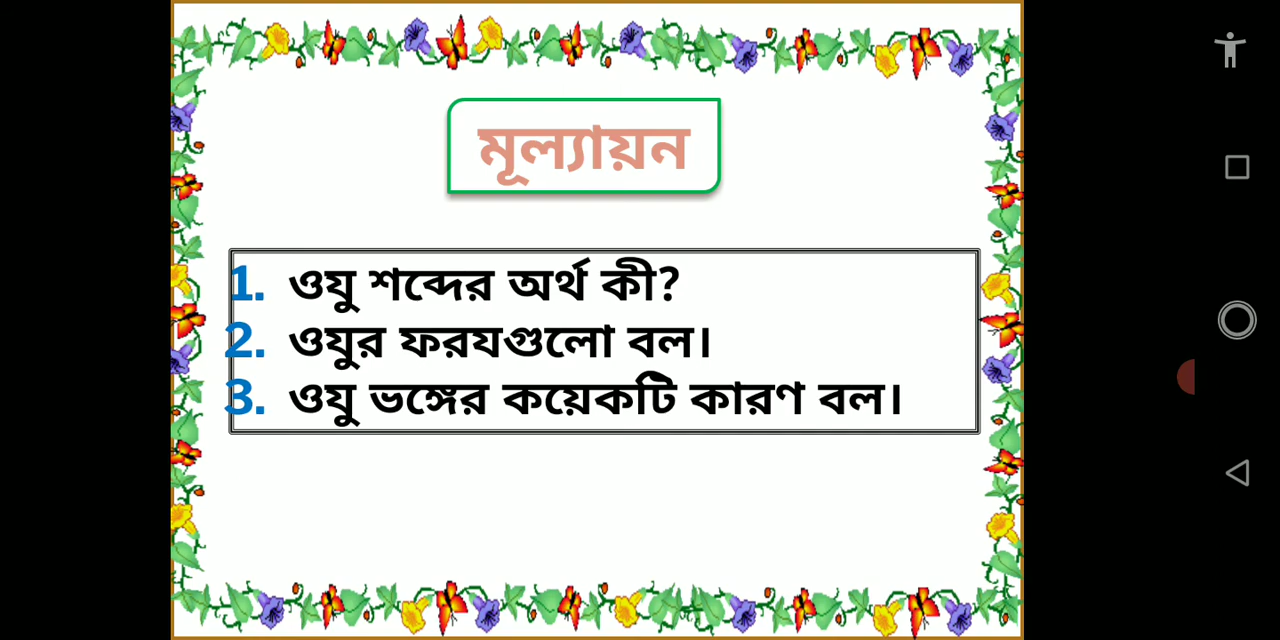 মূল্যায়ন
1. ওযু শব্দের অর্থ কী?
2. ওযুর ফরযগুলো বল।
3. ওযু ভঙ্গের কয়েকটি কারণ বল।